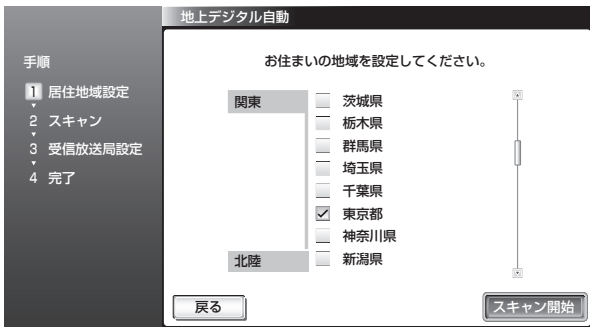 地上デジタル自動
手順
1 居住地域設定
2 スキャン
3 受信放送局設定
4 完了
お住まいの地域を設定してください。
関東
茨城県
栃木県
群馬県
埼玉県
千葉県
東京都
神奈川県
北陸
新潟県
戻る
スキャン開始